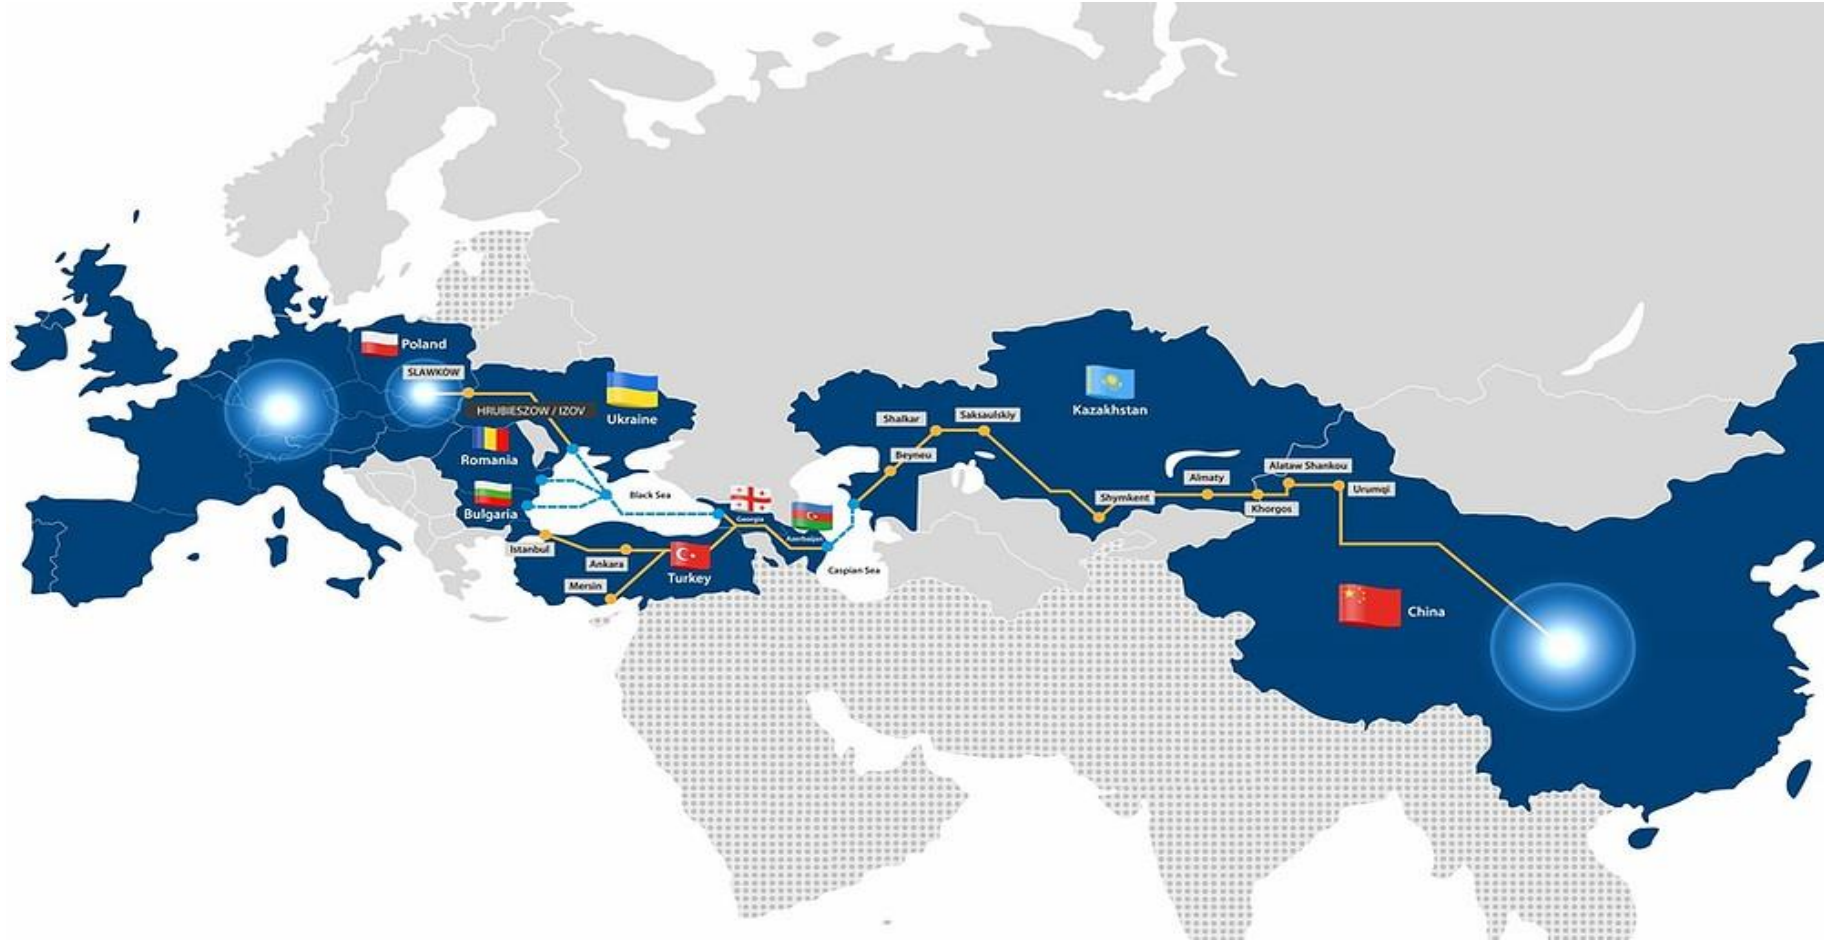 Poland
SLAWKOW
HRUBIESZOW / IZOV
Ukraine
Romania
Bulgaria
Black Sea
Istanbul
Ankara
Mersin
Turkey
Georgia
Azerbaijan
Caspian Sea
Shalkar
Saksaulskiy
Beyneu
Kazakhstan
Shymkent
Almaty
Alataw Shankou
Khorgos
Urumqi
China